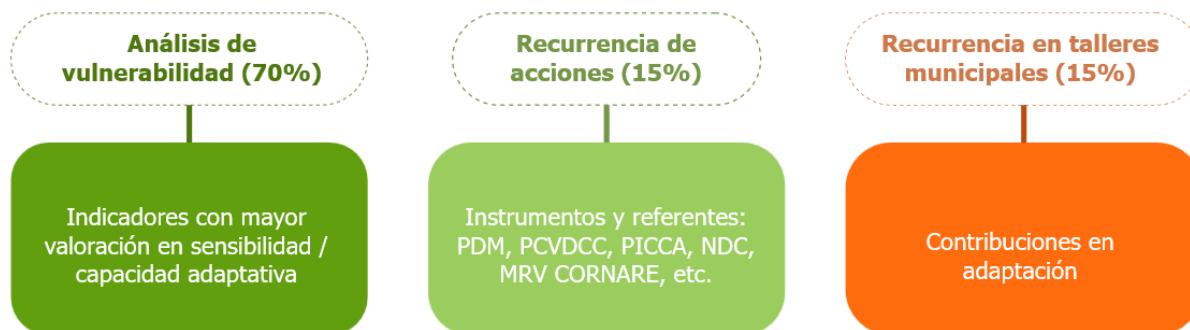 Análisis de
vulnerabilidad (70%)
Indicadores con mayor
valoración en sensibilidad /
capacidad adaptativa
Recurrencia de
acciones (15%)
Instrumentos y referentes:
PDM, PCVDCC, PICCA, NDC,
MRV CORNARE, etc.
Recurrencia en talleres
municipales (15%)
Contribuciones en
adaptación